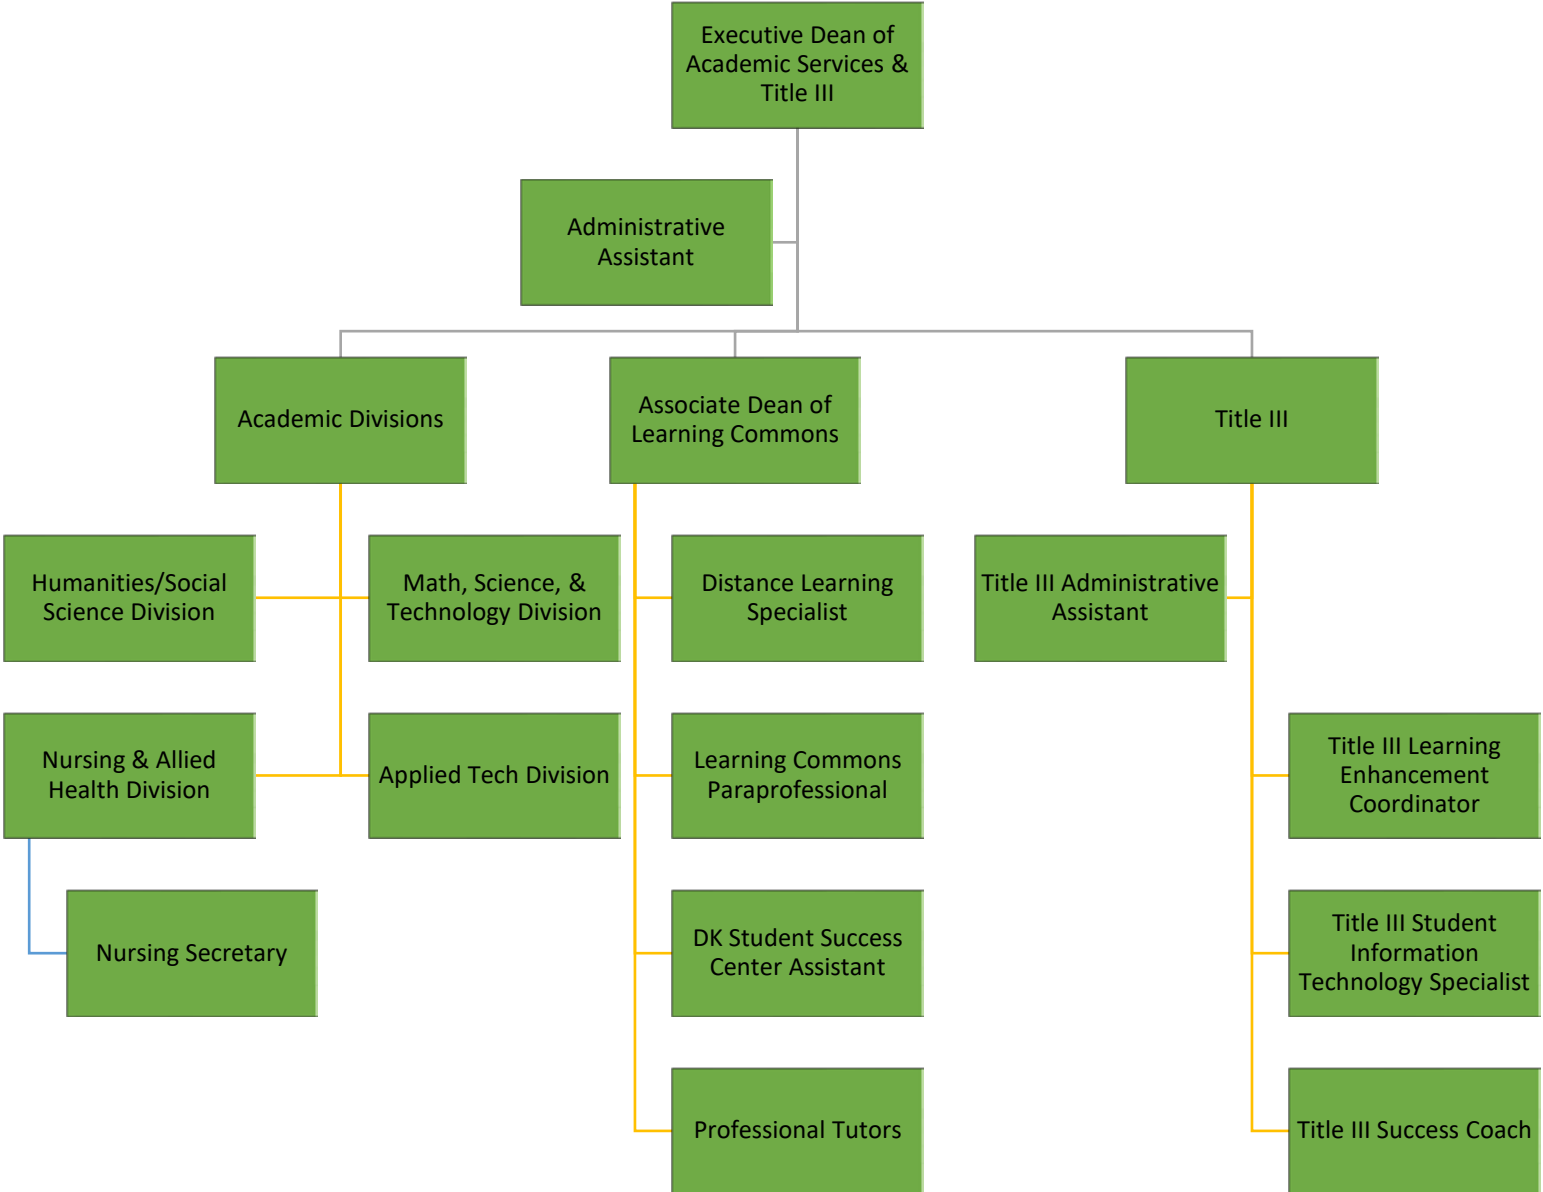 Executive Dean of
Academic Services &
Title III
Administrative
Assistant
Academic Divisions
Associate Dean of
Learning Commons
Title III
Humanities/Social
Science Division
Math, Science, &
Technology Division
Distance Learning
Specialist
Title III Administrative
Assistant
Nursing & Allied
Health Division
Applied Tech Division
Learning Commons
Paraprofessional
Title III Learning
Enhancement
Coordinator
Nursing Secretary
DK Student Success
Center Assistant
Title III Student
Information
Technology Specialist
Professional Tutors
Title III Success Coach